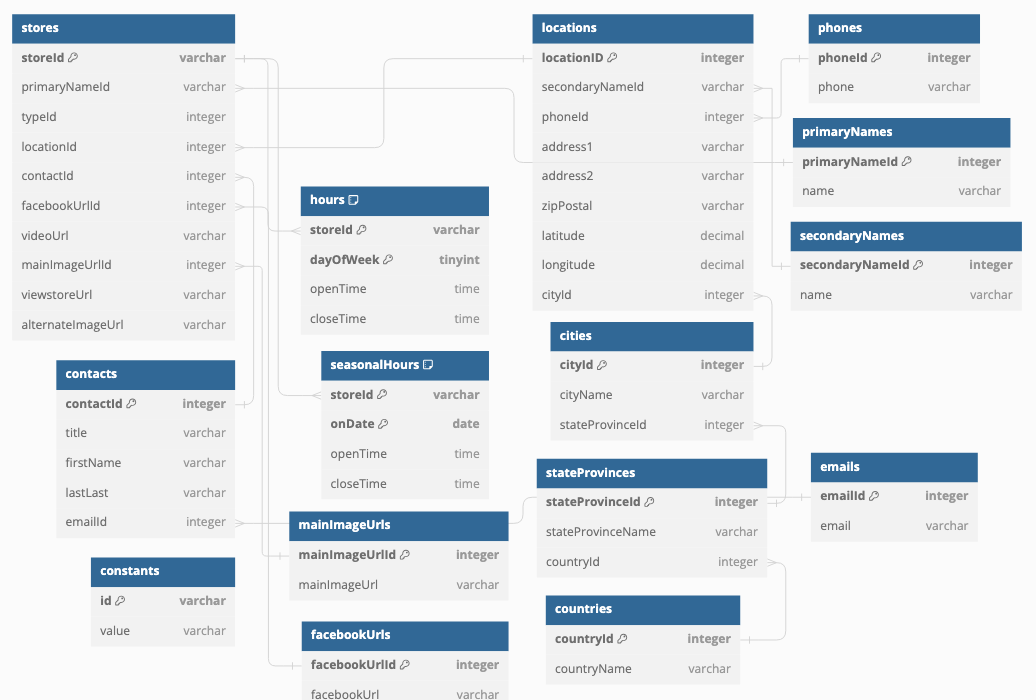 stores
storeId varchar
primaryNameId varchar
typeId integer
locationId integer
contactId integer
facebookUrlId integer
videoUrl varchar
mainImageUrlId integer
viewstoreUrl varchar
alternateImageUrl varchar
contacts
contactId integer
title varchar
firstName varchar
lastLast varchar
emailId integer
constants
id varchar
value varchar
hours
storeId varchar
dayOfWeek tinyint
openTime time
closeTime time
seasonalHours
storeId varchar
onDate date
openTime time
closeTime time
mainImageUrls
mainImageUrlId integer
mainImageUrl varchar
facebookUrls
facebookUrlId integer
facebookUrl varchar
locations
locationID integer
secondaryNameId varchar
phoneId integer
address1 varchar
address2 varchar
zipPostal varchar
latitude decimal
longitude decimal
cityId integer
cities
cityId integer
cityName varchar
stateProvinceId integer
stateProvinces
stateProvinceId integer
stateProvinceName varchar
countryId integer
countries
countryId integer
countryName varchar
phones
phoneId integer
phone varchar
primaryNames
primaryNameId integer
name varchar
secondaryNames
secondaryNameId integer
name varchar
emails
emailId integer
email varchar